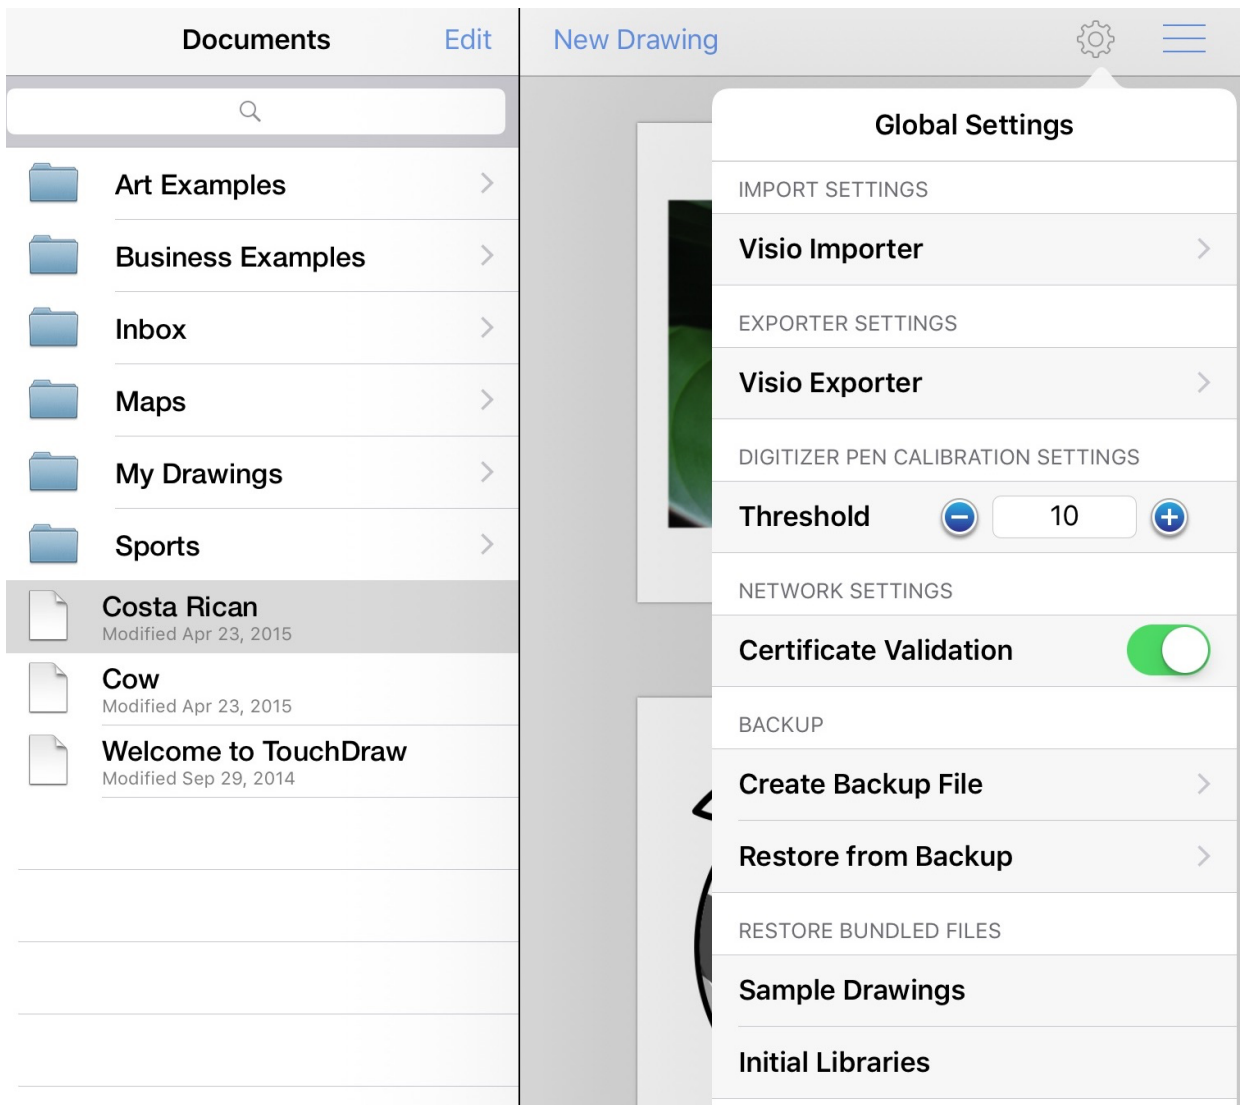 Documents
Edit
Art Examples
Business Examples
Inbox
Maps
My Drawings
Sports
Costa Rican
Modified Apr 23, 2015
Cow
Modified Apr 23, 2015
Welcome to TouchDraw
Modified Sep 29, 2014
New Drawing
Global Settings
IMPORT SETTINGS
Visio Importer
EXPORTER SETTINGS
Visio Exporter
DIGITIZER PEN CALIBRATION SETTINGS
Threshold 10
NETWORK SETTINGS
Certificate Validation
BACKUP
Create Backup File
Restore from Backup
RESTORE BUNDLED FILES
Sample Drawings
Initial Libraries